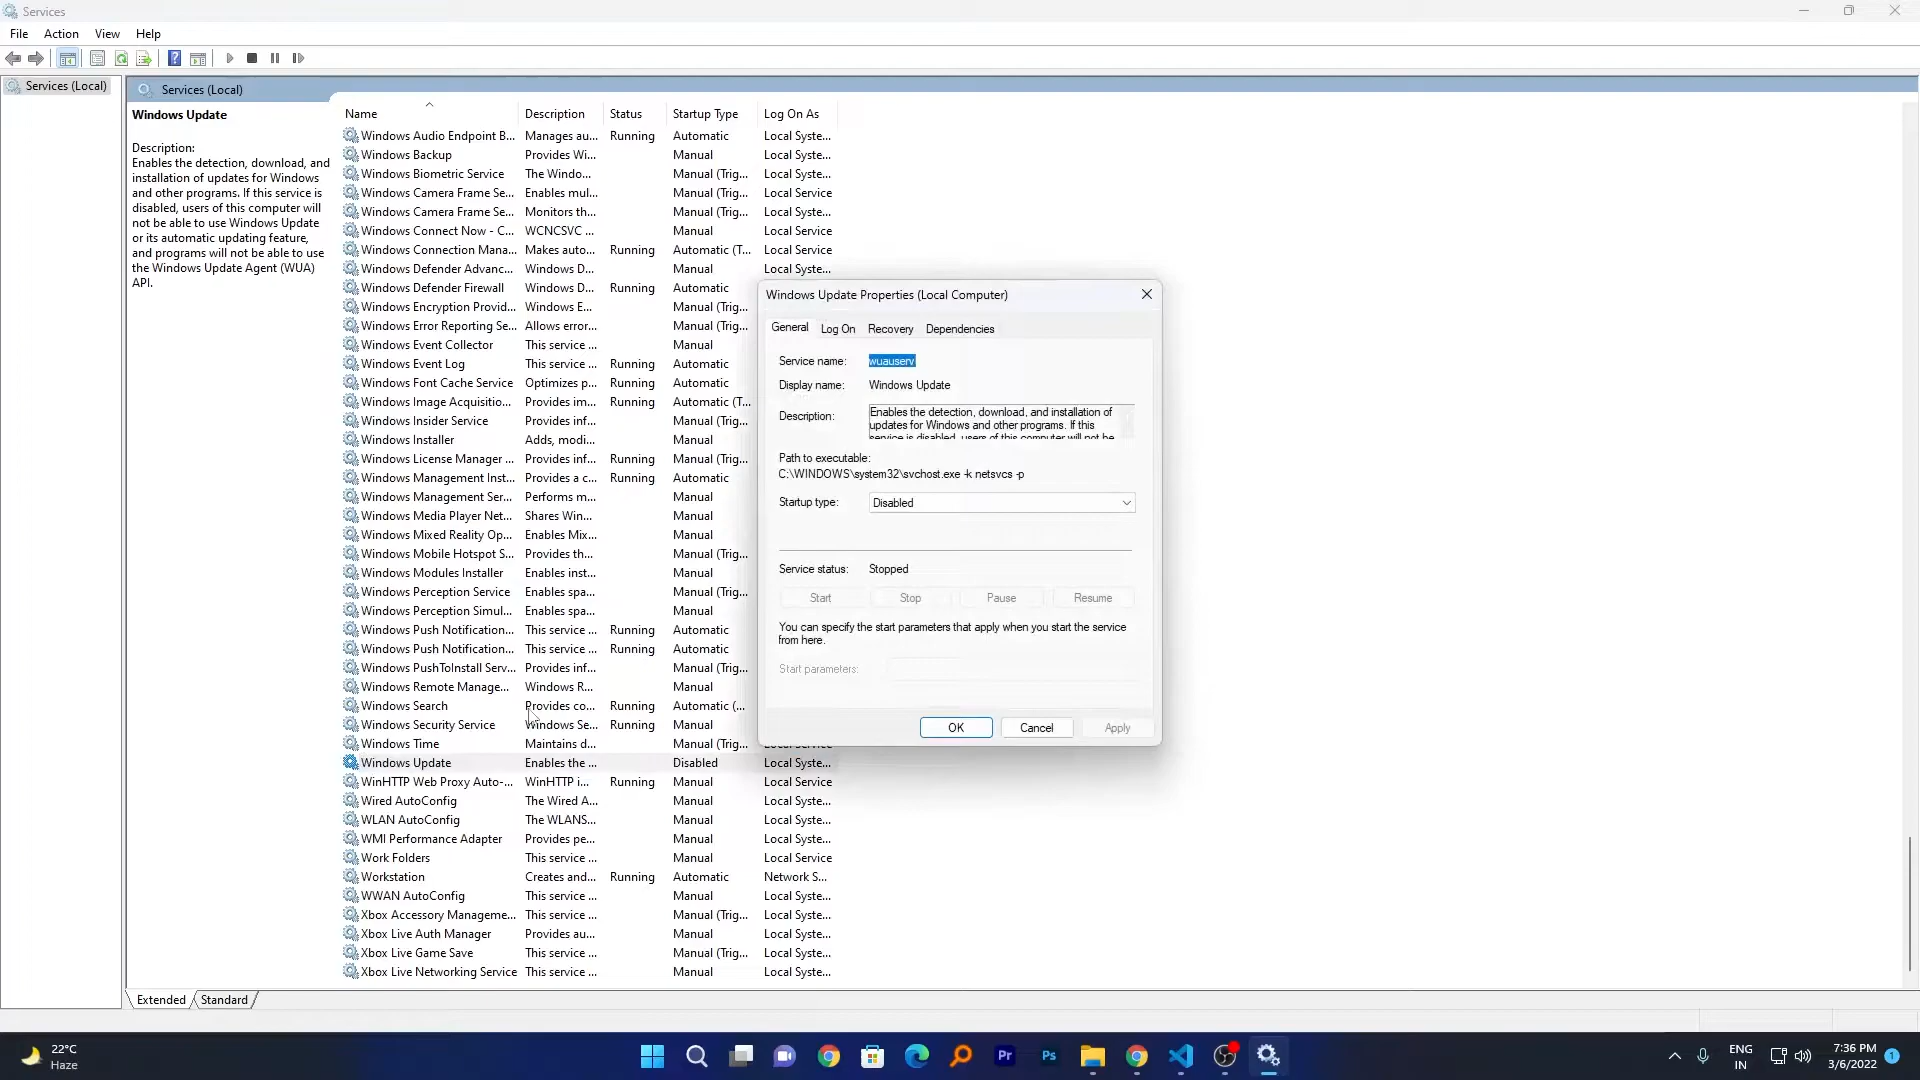 Services
File Action View Help
Services (Local)
Services (Local)
Windows Update
Description:
Enables the detection, download, and
installation of updates for Windows
and other programs. If this service is
disabled, users of this computer will
not be able to use Windows Update
or its automatic updating feature,
and programs will not be able to use
the Windows Update Agent (WUA)
API.
Name Description Status Startup Type Log On As
Windows Audio Endpoint B... Manages au... Running Automatic Local Syste...
Windows Backup Provides Wi... Manual Local Syste...
Windows Biometric Service The Windo... Manual (Trig... Local Syste...
Windows Camera Frame Se... Enables mul... Manual (Trig... Local Service
Windows Camera Frame Se... Monitors th... Manual (Trig... Local Syste...
Windows Connect Now - C... WCNCSVC ... Manual Local Service
Windows Connection Mana... Makes auto... Running Automatic (T... Local Service
Windows Defender Advanc... Windows D... Manual Local Syste...
Windows Defender Firewall Windows D... Running Automatic
Windows Encryption Provid... Windows E... Manual (Trig...
Windows Error Reporting Se... Allows error... Manual (Trig...
Windows Event Collector This service ... Manual
Windows Event Log This service ... Running Automatic
Windows Font Cache Service Optimizes p... Running Automatic
Windows Image Acquisitio... Provides im... Running Automatic (T...
Windows Insider Service Provides inf... Manual (Trig...
Windows Installer Adds, modi... Manual
Windows License Manager ... Provides inf... Running Manual (Trig...
Windows Management Inst... Provides a c... Running Automatic
Windows Management Ser... Performs m... Manual
Windows Media Player Net... Shares Win... Manual
Windows Mixed Reality Op... Enables Mix... Manual
Windows Mobile Hotspot S... Provides th... Manual (Trig...
Windows Modules Installer Enables inst... Manual
Windows Perception Service Enables spa... Manual (Trig...
Windows Perception Simul... Enables spa... Manual
Windows Push Notification... This service ... Running Automatic
Windows Push Notification... This service ... Running Automatic
Windows PushToInstall Serv... Provides inf... Manual (Trig...
Windows Remote Manage... Windows R... Manual
Windows Search Provides co... Running Automatic (...
Windows Security Service Windows Se... Running Manual
Windows Time Maintains d... Manual (Trig... Local Service
Windows Update Enables the ... Disabled Local Syste...
WinHTTP Web Proxy Auto-... WinHTTP i... Running Manual Local Service
Wired AutoConfig The Wired A... Manual Local Syste...
WLAN AutoConfig The WLANS... Manual Local Syste...
WMI Performance Adapter Provides pe... Manual Local Syste...
Work Folders This service ... Manual Local Service
Workstation Creates and... Running Automatic Network S...
WWAN AutoConfig This service ... Manual Local Syste...
Xbox Accessory Manageme... This service ... Manual (Trig... Local Syste...
Xbox Live Auth Manager Provides au... Manual Local Syste...
Xbox Live Game Save This service ... Manual (Trig... Local Syste...
Xbox Live Networking Service This service ... Manual Local Syste...
Windows Update Properties (Local Computer)
General Log On Recovery Dependencies
Service name: wuauserv
Display name: Windows Update
Description: Enables the detection, download, and installation of
updates for Windows and other programs. If this
service is disabled, users of this computer will not be
Path to executable:
C:\WINDOWS\system32\svchost.exe -k netsvcs -p
Startup type: Disabled
Service status: Stopped
Start Stop Pause Resume
You can specify the start parameters that apply when you start the service
from here.
Start parameters:
OK Cancel Apply
Extended Standard
22°C
Haze
Pr Ps
ENG
IN
7:36 PM
3/6/2022
1